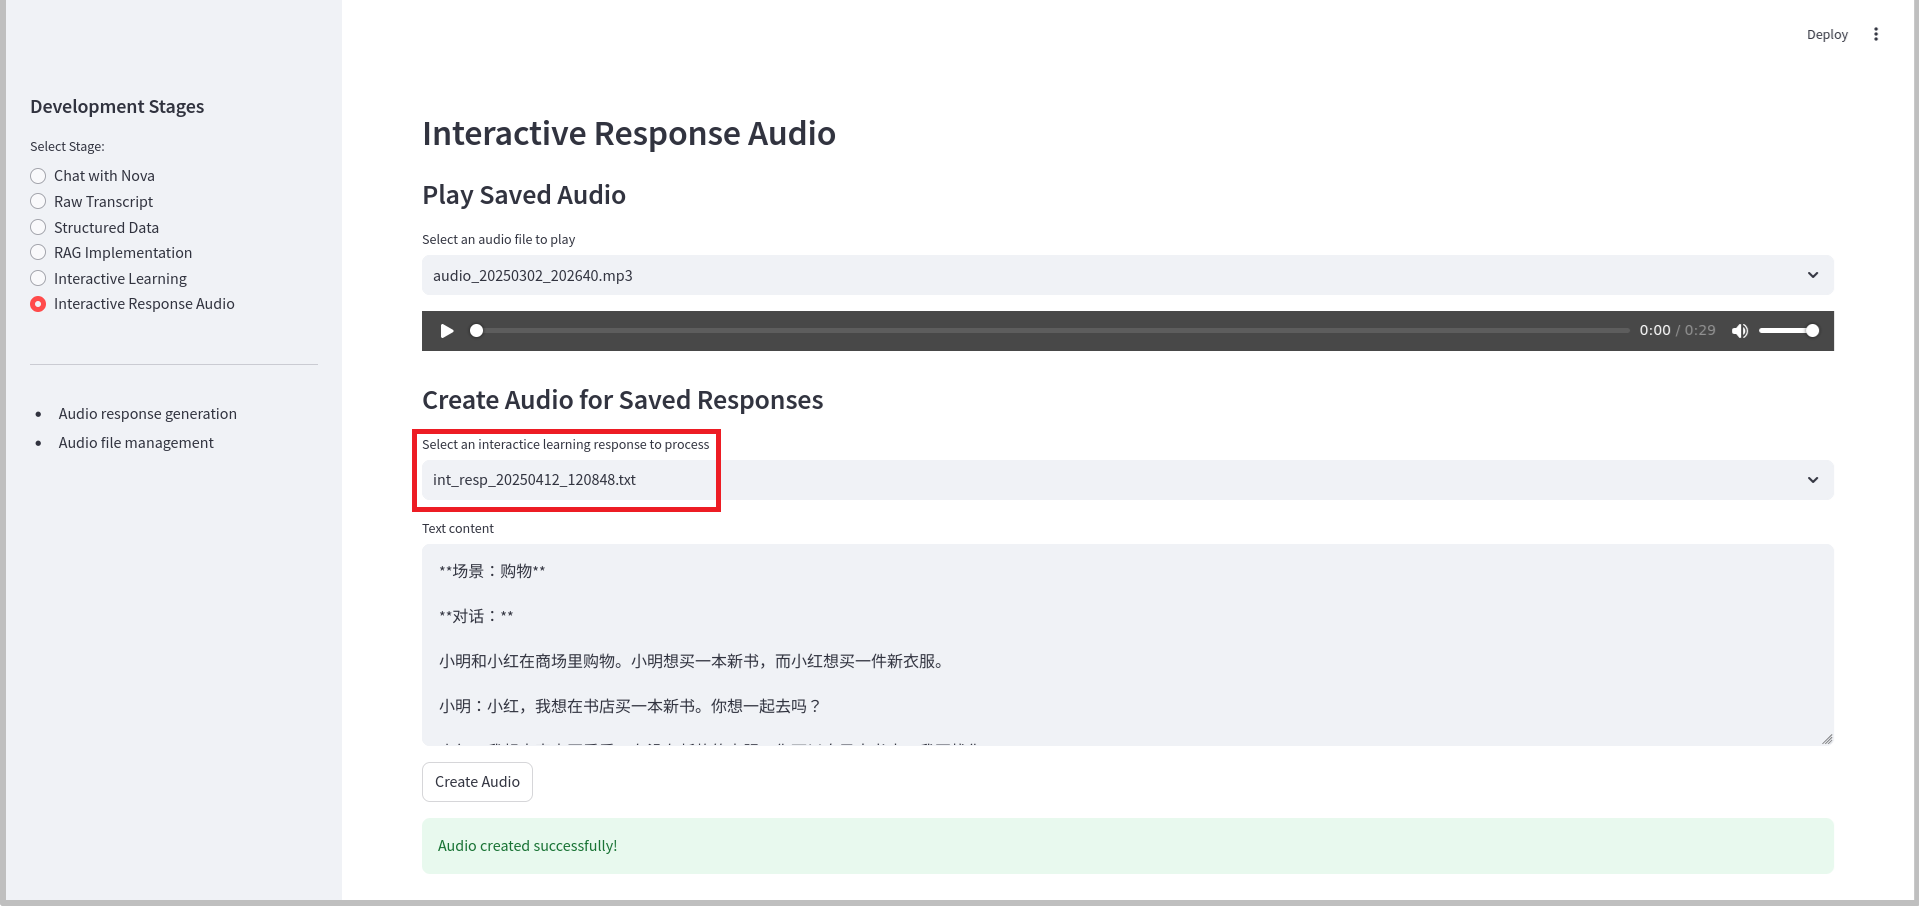 Deploy
Development Stages
Select Stage:
Chat with Nova
Raw Transcript
Structured Data
RAG Implementation
Interactive Learning
Interactive Response Audio
Audio response generation
Audio file management
Interactive Response Audio
Play Saved Audio
Select an audio file to play
audio_20250302_202640.mp3
0:00 / 0:29
Create Audio for Saved Responses
Select an interactice learning response to process
int_resp_20250412_120848.txt
Text content
**场景：购物**
**对话：**
小明和小红在商场里购物。小明想买一本新书，而小红想买一件新衣服。
小明：小红，我想在书店买一本新书。你想一起去吗？
Create Audio
Audio created successfully!